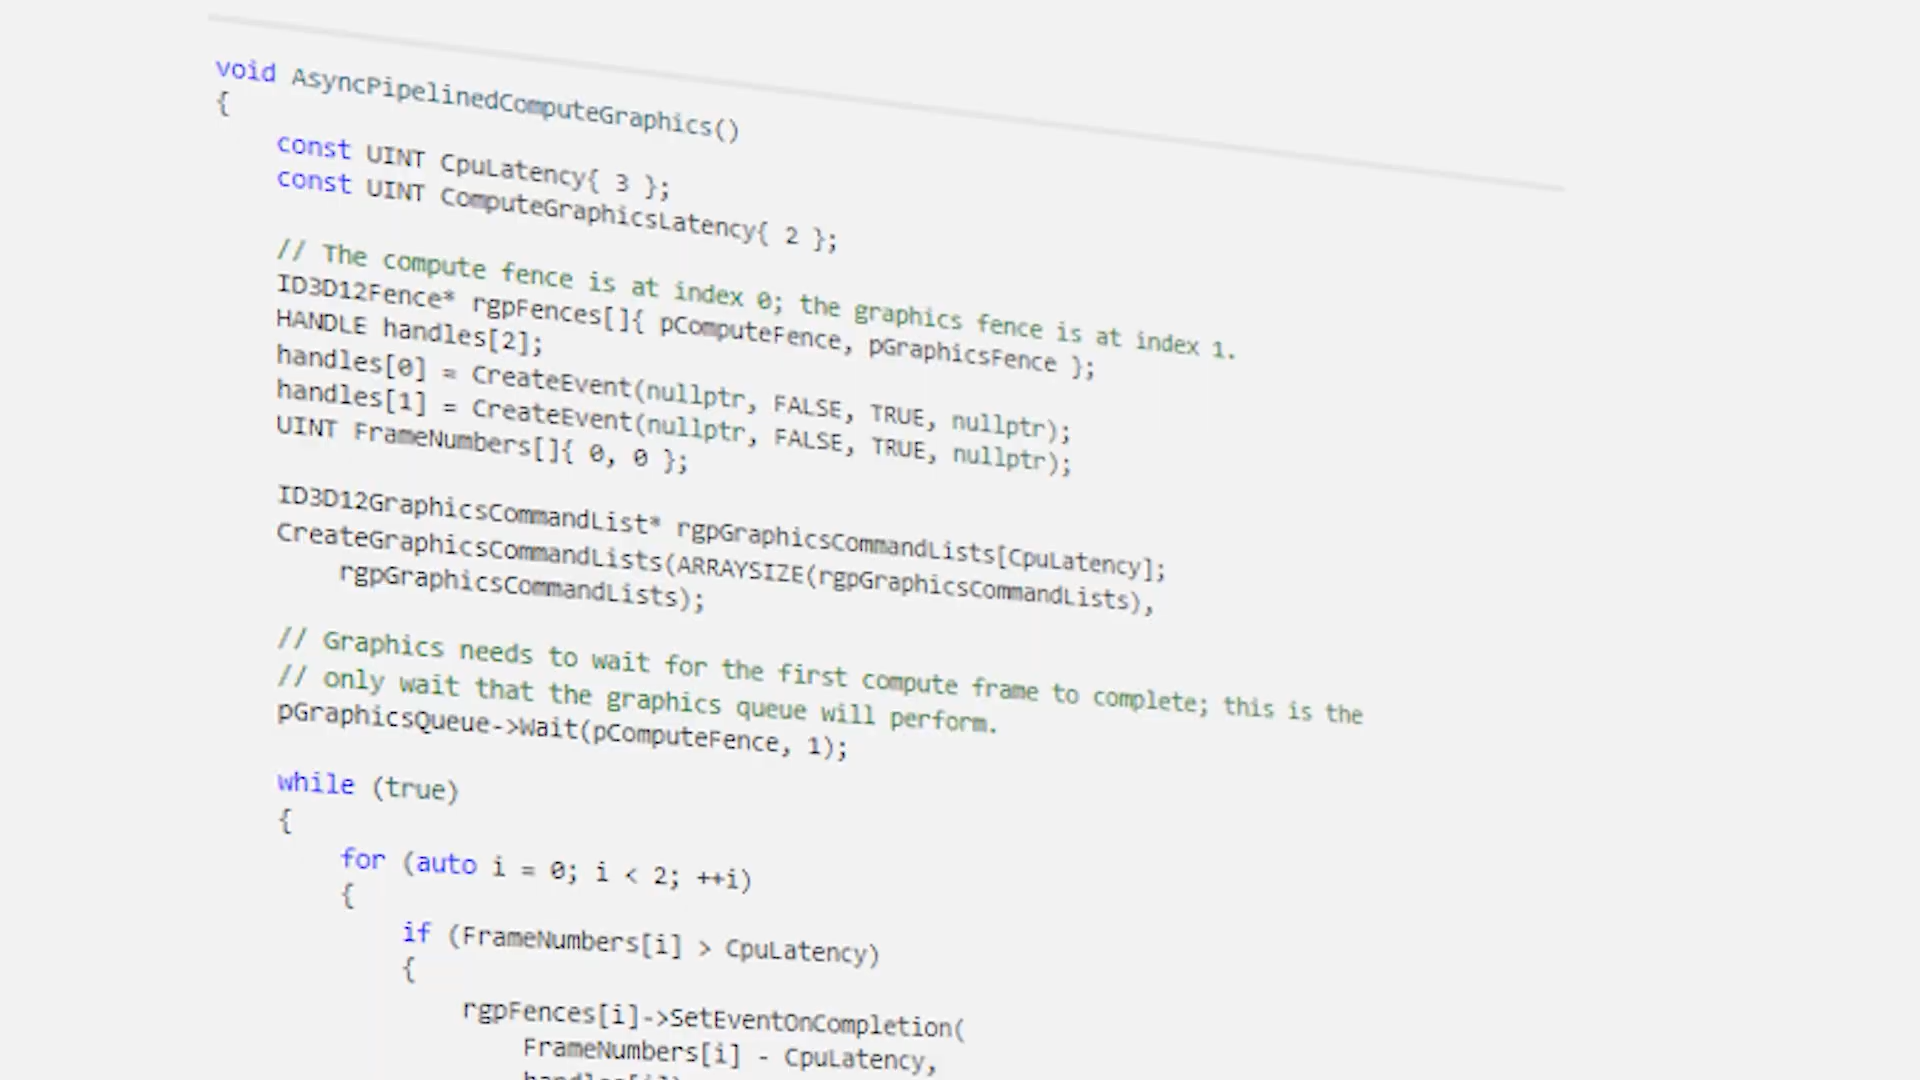 void AsyncPipelinedComputeGraphics()
{
    const UINT CpuLatency{ 3 };
    const UINT ComputeGraphicsLatency{ 2 };

    // The compute fence is at index 0; the graphics fence is at index 1.
    ID3D12Fence* rgpFences[]{ pComputeFence, pGraphicsFence };
    HANDLE handles[2];
    handles[0] = CreateEvent(nullptr, FALSE, TRUE, nullptr);
    handles[1] = CreateEvent(nullptr, FALSE, TRUE, nullptr);
    UINT FrameNumbers[]{ 0, 0 };

    ID3D12GraphicsCommandList* rgpGraphicsCommandLists[CpuLatency];
    CreateGraphicsCommandLists(ARRAYSIZE(rgpGraphicsCommandLists),
        rgpGraphicsCommandLists);

    // Graphics needs to wait for the first compute frame to complete; this is the
    // only wait that the graphics queue will perform.
    pGraphicsQueue->Wait(pComputeFence, 1);

    while (true)
    {
        for (auto i = 0; i < 2; ++i)
        {
            if (FrameNumbers[i] > CpuLatency)
            {
                rgpFences[i]->SetEventOnCompletion(
                    FrameNumbers[i] - CpuLatency,